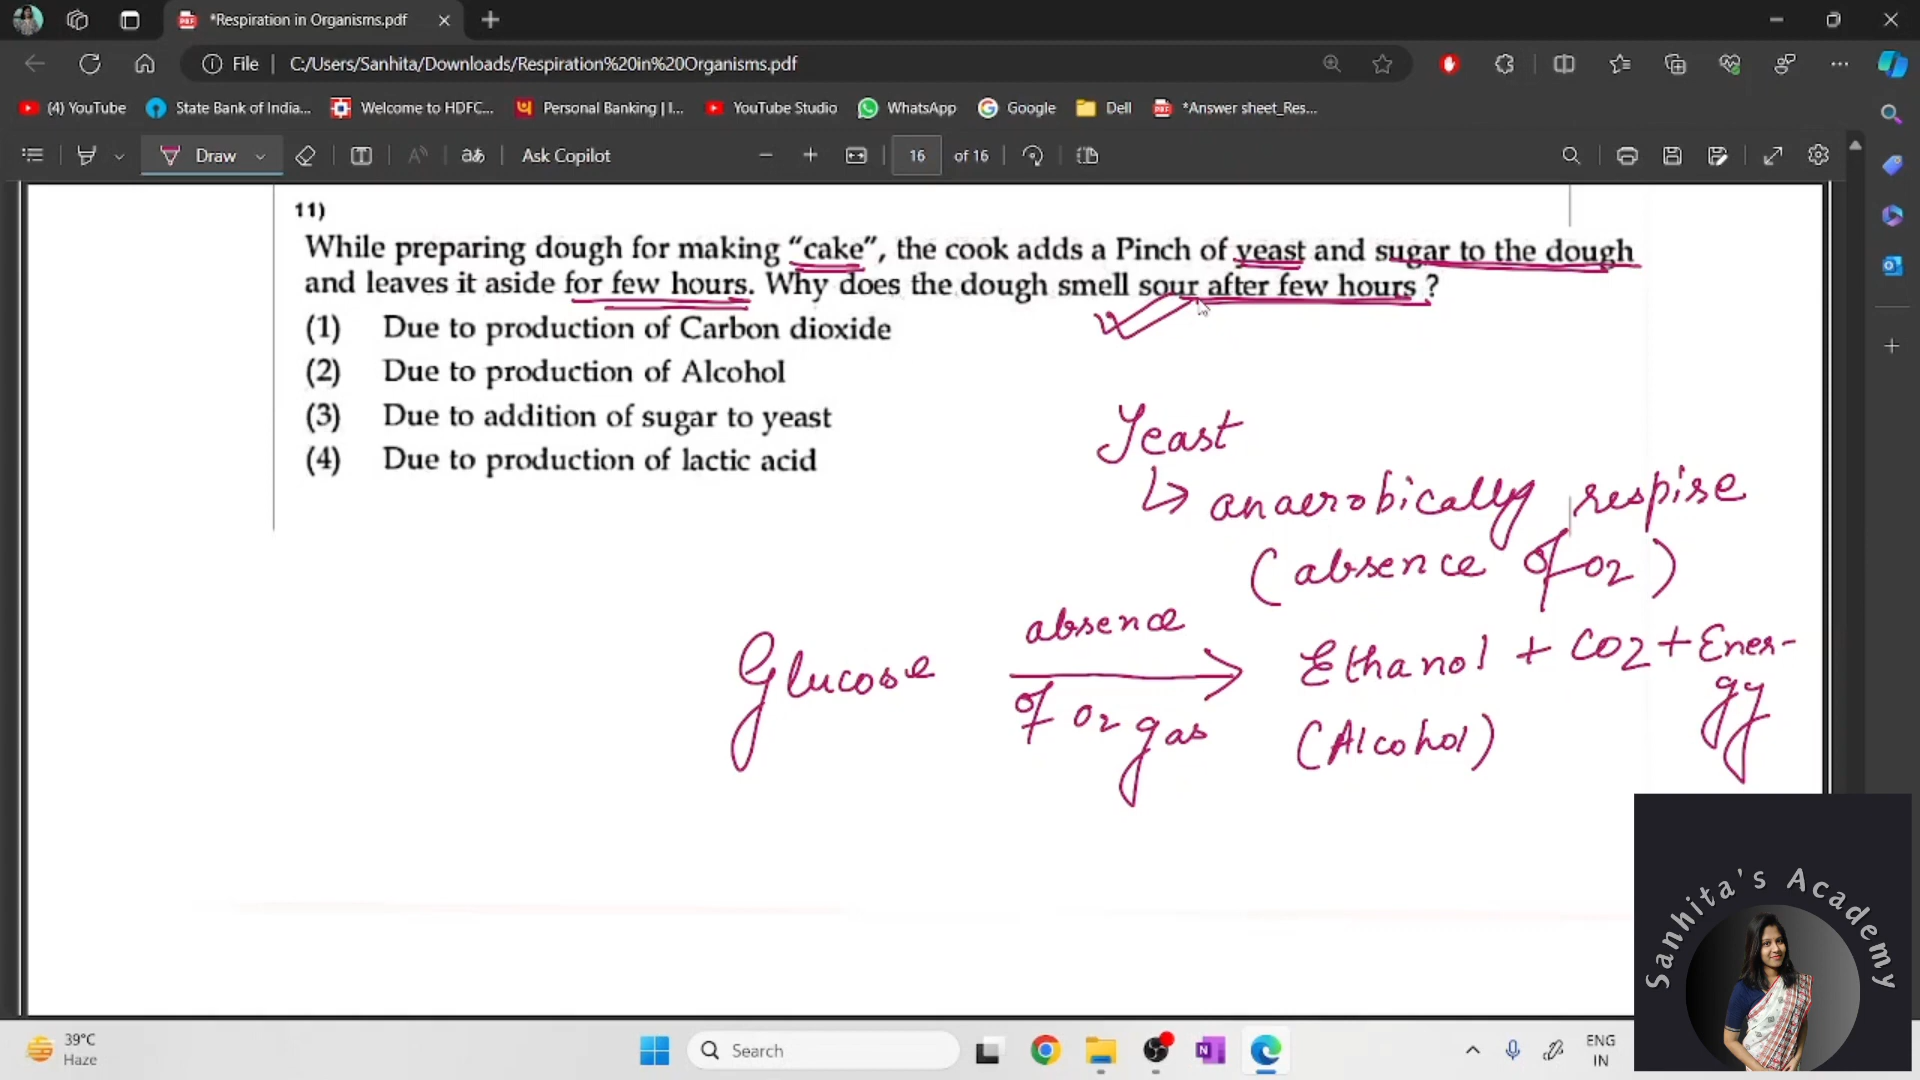 *Respiration in Organisms.pdf
File
C:/Users/Sanhita/Downloads/Respiration%20in%20Organisms.pdf
(4) YouTube
State Bank of India...
Welcome to HDFC...
Personal Banking | I...
YouTube Studio
WhatsApp
Google
Dell
*Answer sheet_Res...
Draw
Ask Copilot
16
of 16
11)
While preparing dough for making “cake”, the cook adds a Pinch of yeast and sugar to the dough
and leaves it aside for few hours. Why does the dough smell sour after few hours ?
(1) Due to production of Carbon dioxide
(2) Due to production of Alcohol
(3) Due to addition of sugar to yeast
(4) Due to production of lactic acid
Yeast
↳ anaerobically respire
(absence of O2)
Glucose
absence
of O2 gas
Ethanol + CO2 + Ener-
gy
(Alcohol)
Sanhita's Academy
39°C
Haze
Search
ENG
IN